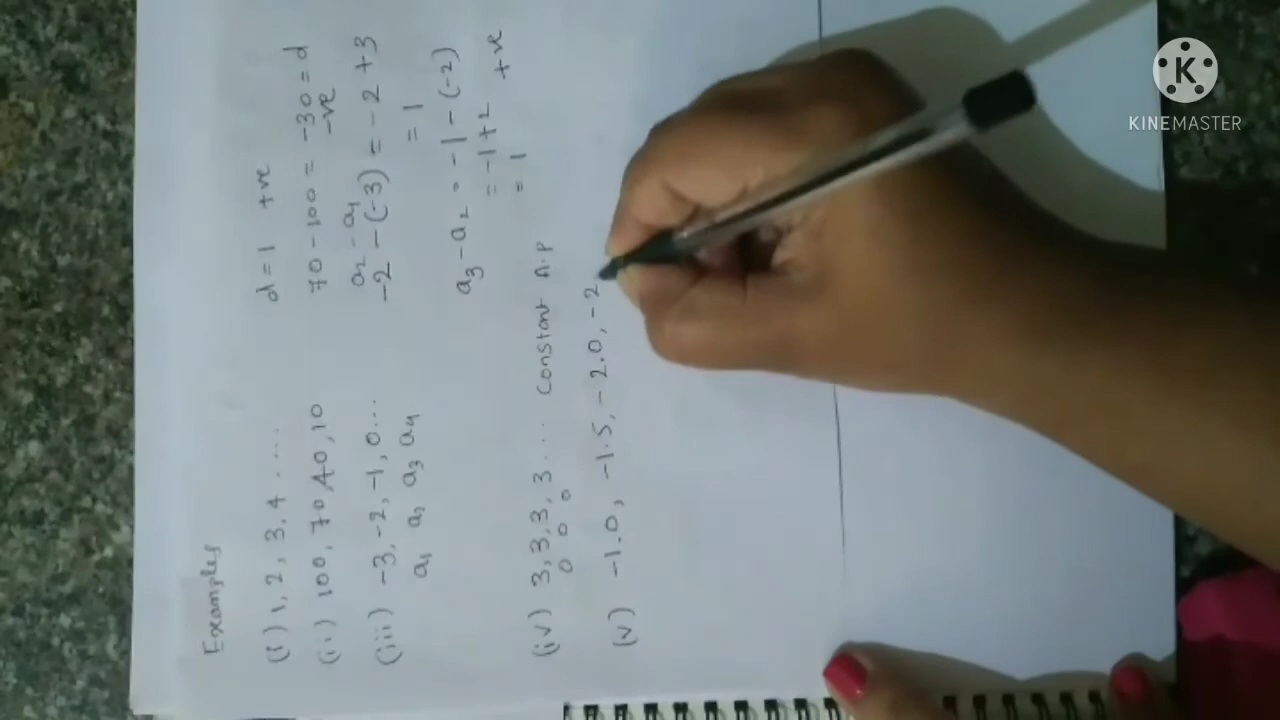 Examples
(i) 1, 2, 3, 4 .... d = 1 +ve
(ii) 100, 70, 40, 10 70 - 100 = -30 = d
-ve
a2 - a1
(iii) -3, -2, -1, 0... -2 - (-3) = -2 + 3
a1 a2 a3 a4 = 1
a3 - a2 = -1 - (-2)
= -1 + 2 +ve
= 1
(iv) 3, 3, 3, 3 .... Constant A.P
0 0 0
(v) -1.0, -1.5, -2.0, -2
KINEMASTER